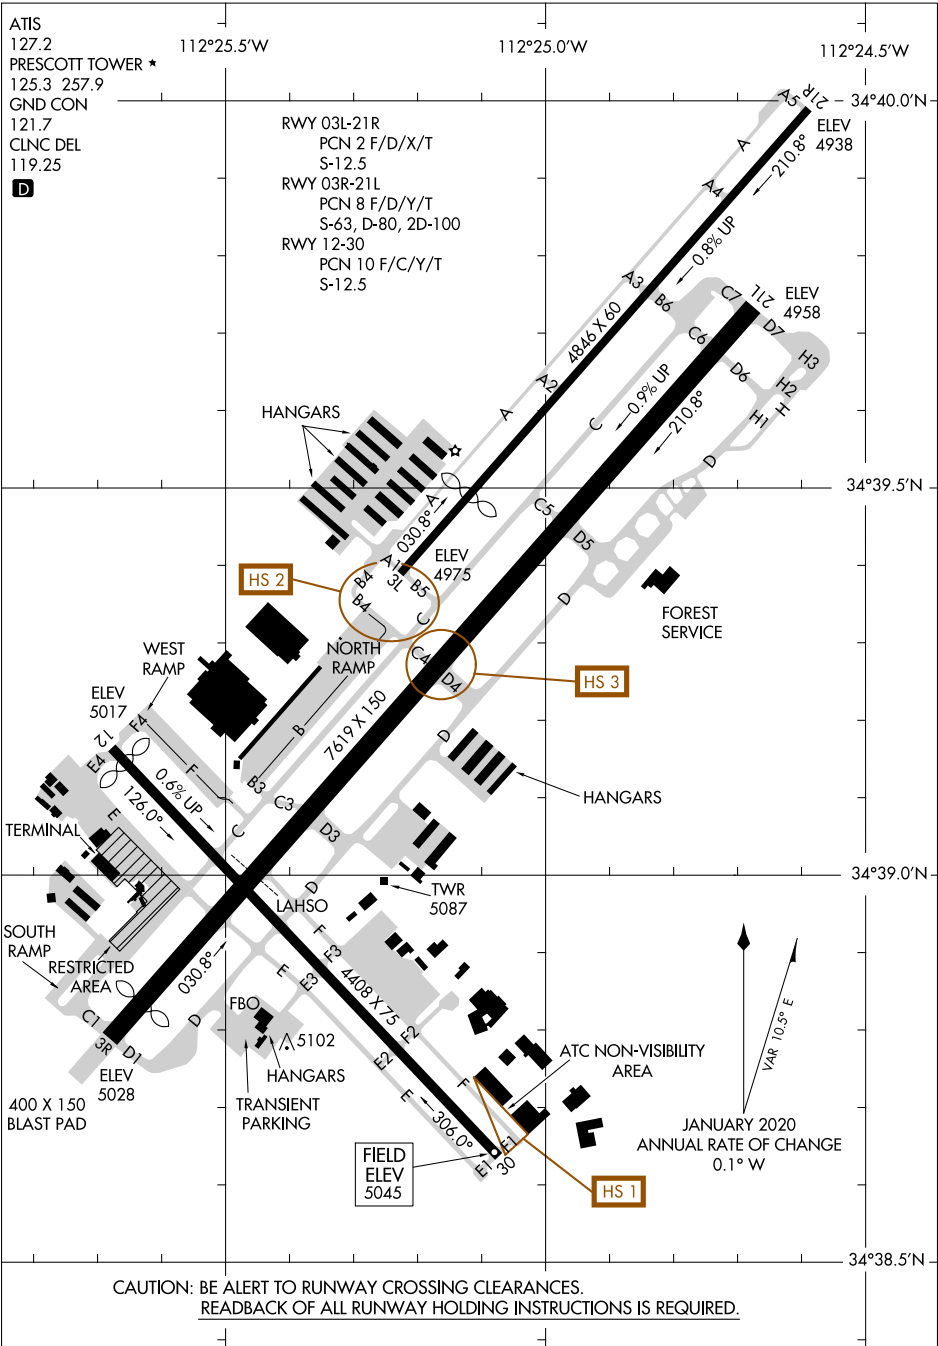 ATIS
127.2
PRESCOTT TOWER ★
125.3 257.9
GND CON
121.7
CLNC DEL
119.25
D
112°25.5'W
112°25.0'W
112°24.5'W
34°40.0'N
RWY 03L-21R
PCN 2 F/D/X/T
S-12.5
RWY 03R-21L
PCN 8 F/D/Y/T
S-63, D-80, 2D-100
RWY 12-30
PCN 10 F/C/Y/T
S-12.5
A5
21R
ELEV
4938
A
210.8°
A4
0.8% UP
A3
B6
C7
21L
ELEV
4958
4846 X 60
C6
D7
H3
D6
H2
H
H1
A2
0.9% UP
210.8°
HANGARS
A
C
D
34°39.5'N
A
030.8°
C5
D5
ELEV
4975
A1
3L
B4
B5
HS 2
B4
C
D
FOREST
SERVICE
WEST
RAMP
NORTH
RAMP
C4
D4
HS 3
ELEV
5017
F4
12
E4
7619 X 150
B
D
F
0.6% UP
126.0°
B3
C3
HANGARS
E
C
D3
TERMINAL
34°39.0'N
D
TWR
5087
LAHSO
SOUTH
RAMP
F
F3
RESTRICTED
AREA
030.8°
E
E3
4408 X 75
FBO
C1
3R
D1
D
5102
F2
E2
ELEV
5028
HANGARS
F
E
ATC NON-VISIBILITY
AREA
VAR 10.5° E
400 X 150
BLAST PAD
TRANSIENT
PARKING
306.0°
JANUARY 2020
ANNUAL RATE OF CHANGE
0.1° W
FIELD
ELEV
5045
F1
E1
30
HS 1
34°38.5'N
CAUTION: BE ALERT TO RUNWAY CROSSING CLEARANCES.
READBACK OF ALL RUNWAY HOLDING INSTRUCTIONS IS REQUIRED.